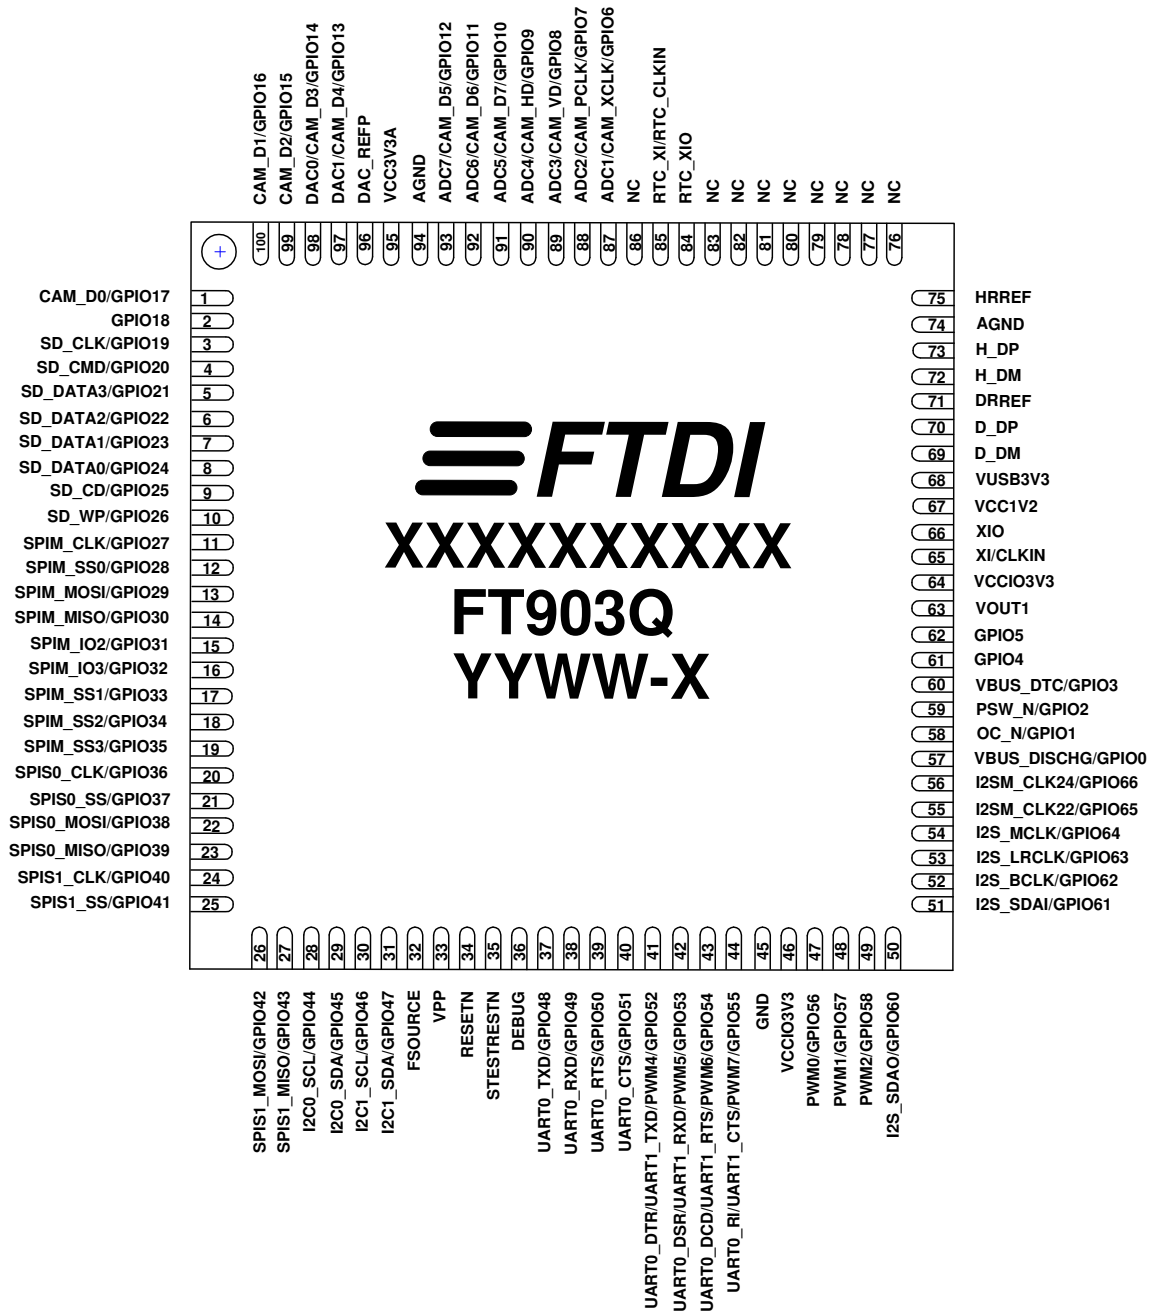 CAM_D1/GPIO16
CAM_D2/GPIO15
DAC0/CAM_D3/GPIO14
DAC1/CAM_D4/GPIO13
DAC_REFP
VCC3V3A
AGND
ADC7/CAM_D5/GPIO12
ADC6/CAM_D6/GPIO11
ADC5/CAM_D7/GPIO10
ADC4/CAM_HD/GPIO9
ADC3/CAM_VD/GPIO8
ADC2/CAM_PCLK/GPIO7
ADC1/CAM_XCLK/GPIO6
NC
RTC_XI/RTC_CLKIN
RTC_XIO
NC
NC
NC
NC
NC
NC
NC
NC
100
99
98
97
96
95
94
93
92
91
90
89
88
87
86
85
84
83
82
81
80
79
78
77
76
CAM_D0/GPIO17 1
GPIO18 2
SD_CLK/GPIO19 3
SD_CMD/GPIO20 4
SD_DATA3/GPIO21 5
SD_DATA2/GPIO22 6
SD_DATA1/GPIO23 7
SD_DATA0/GPIO24 8
SD_CD/GPIO25 9
SD_WP/GPIO26 10
SPIM_CLK/GPIO27 11
SPIM_SS0/GPIO28 12
SPIM_MOSI/GPIO29 13
SPIM_MISO/GPIO30 14
SPIM_IO2/GPIO31 15
SPIM_IO3/GPIO32 16
SPIM_SS1/GPIO33 17
SPIM_SS2/GPIO34 18
SPIM_SS3/GPIO35 19
SPIS0_CLK/GPIO36 20
SPIS0_SS/GPIO37 21
SPIS0_MOSI/GPIO38 22
SPIS0_MISO/GPIO39 23
SPIS1_CLK/GPIO40 24
SPIS1_SS/GPIO41 25
FTDI
XXXXXXXXXX
FT903Q
YYWW-X
75 HRREF
74 AGND
73 H_DP
72 H_DM
71 DRREF
70 D_DP
69 D_DM
68 VUSB3V3
67 VCC1V2
66 XIO
65 XI/CLKIN
64 VCCIO3V3
63 VOUT1
62 GPIO5
61 GPIO4
60 VBUS_DTC/GPIO3
59 PSW_N/GPIO2
58 OC_N/GPIO1
57 VBUS_DISCHG/GPIO0
56 I2SM_CLK24/GPIO66
55 I2SM_CLK22/GPIO65
54 I2S_MCLK/GPIO64
53 I2S_LRCLK/GPIO63
52 I2S_BCLK/GPIO62
51 I2S_SDAI/GPIO61
26
27
28
29
30
31
32
33
34
35
36
37
38
39
40
41
42
43
44
45
46
47
48
49
50
SPIS1_MOSI/GPIO42
SPIS1_MISO/GPIO43
I2C0_SCL/GPIO44
I2C0_SDA/GPIO45
I2C1_SCL/GPIO46
I2C1_SDA/GPIO47
FSOURCE
VPP
RESETN
STESTRESTN
DEBUG
UART0_TXD/GPIO48
UART0_RXD/GPIO49
UART0_RTS/GPIO50
UART0_CTS/GPIO51
UART0_DTR/UART1_TXD/PWM4/GPIO52
UART0_DSR/UART1_RXD/PWM5/GPIO53
UART0_DCD/UART1_RTS/PWM6/GPIO54
UART0_RI/UART1_CTS/PWM7/GPIO55
GND
VCCIO3V3
PWM0/GPIO56
PWM1/GPIO57
PWM2/GPIO58
I2S_SDAO/GPIO60